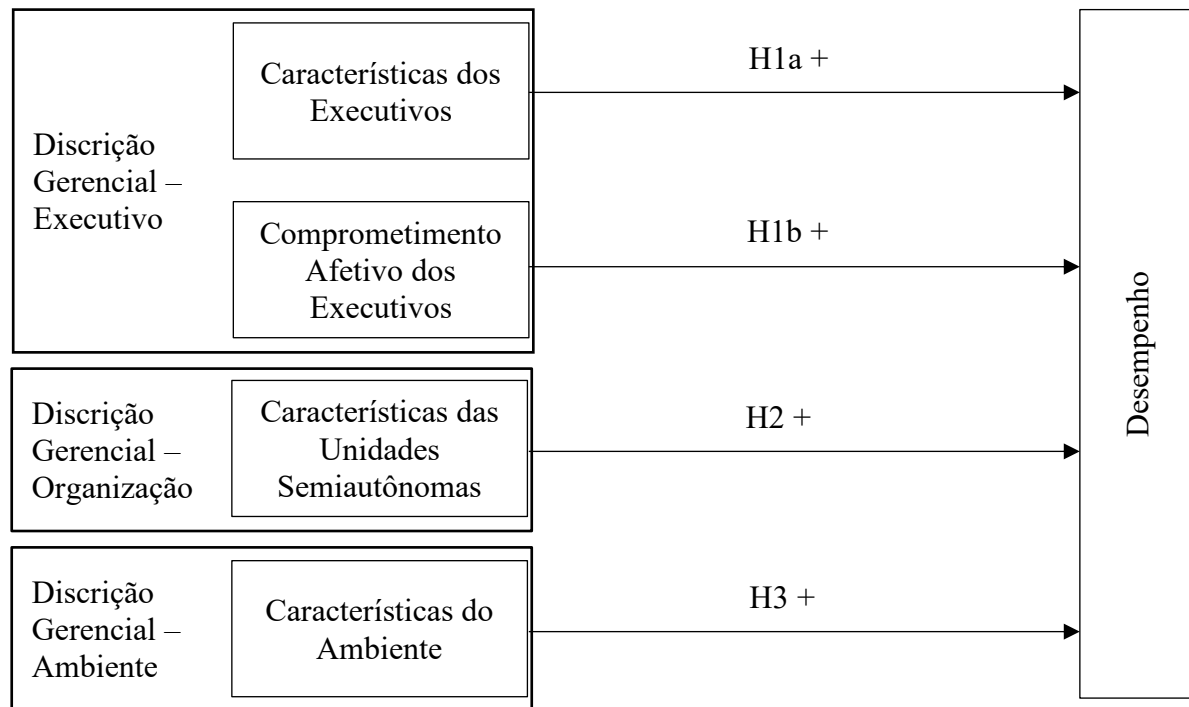 Discrição
Gerencial –
Executivo
Características dos
Executivos
H1a +
Comprometimento
Afetivo dos
Executivos
H1b +
Discrição
Gerencial –
Organização
Características das
Unidades
Semiautônomas
H2 +
Discrição
Gerencial –
Ambiente
Características do
Ambiente
H3 +
Desempenho